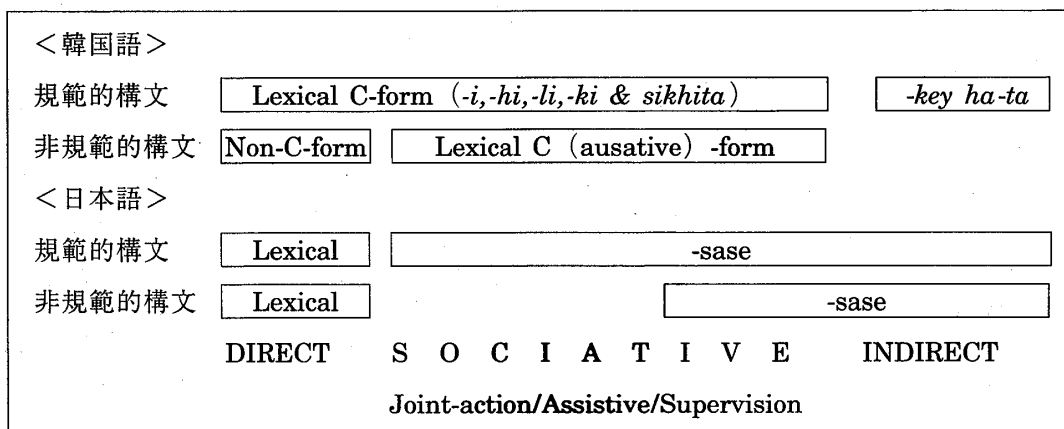 ＜韓国語＞
規範的構文 Lexical C-form (-i,-hi,-li,-ki & sikhita) -key ha-ta
非規範的構文 Non-C-form Lexical C (ausative) -form
＜日本語＞
規範的構文 Lexical -sase
非規範的構文 Lexical -sase
DIRECT S O C I A T I V E INDIRECT
Joint-action/Assistive/Supervision